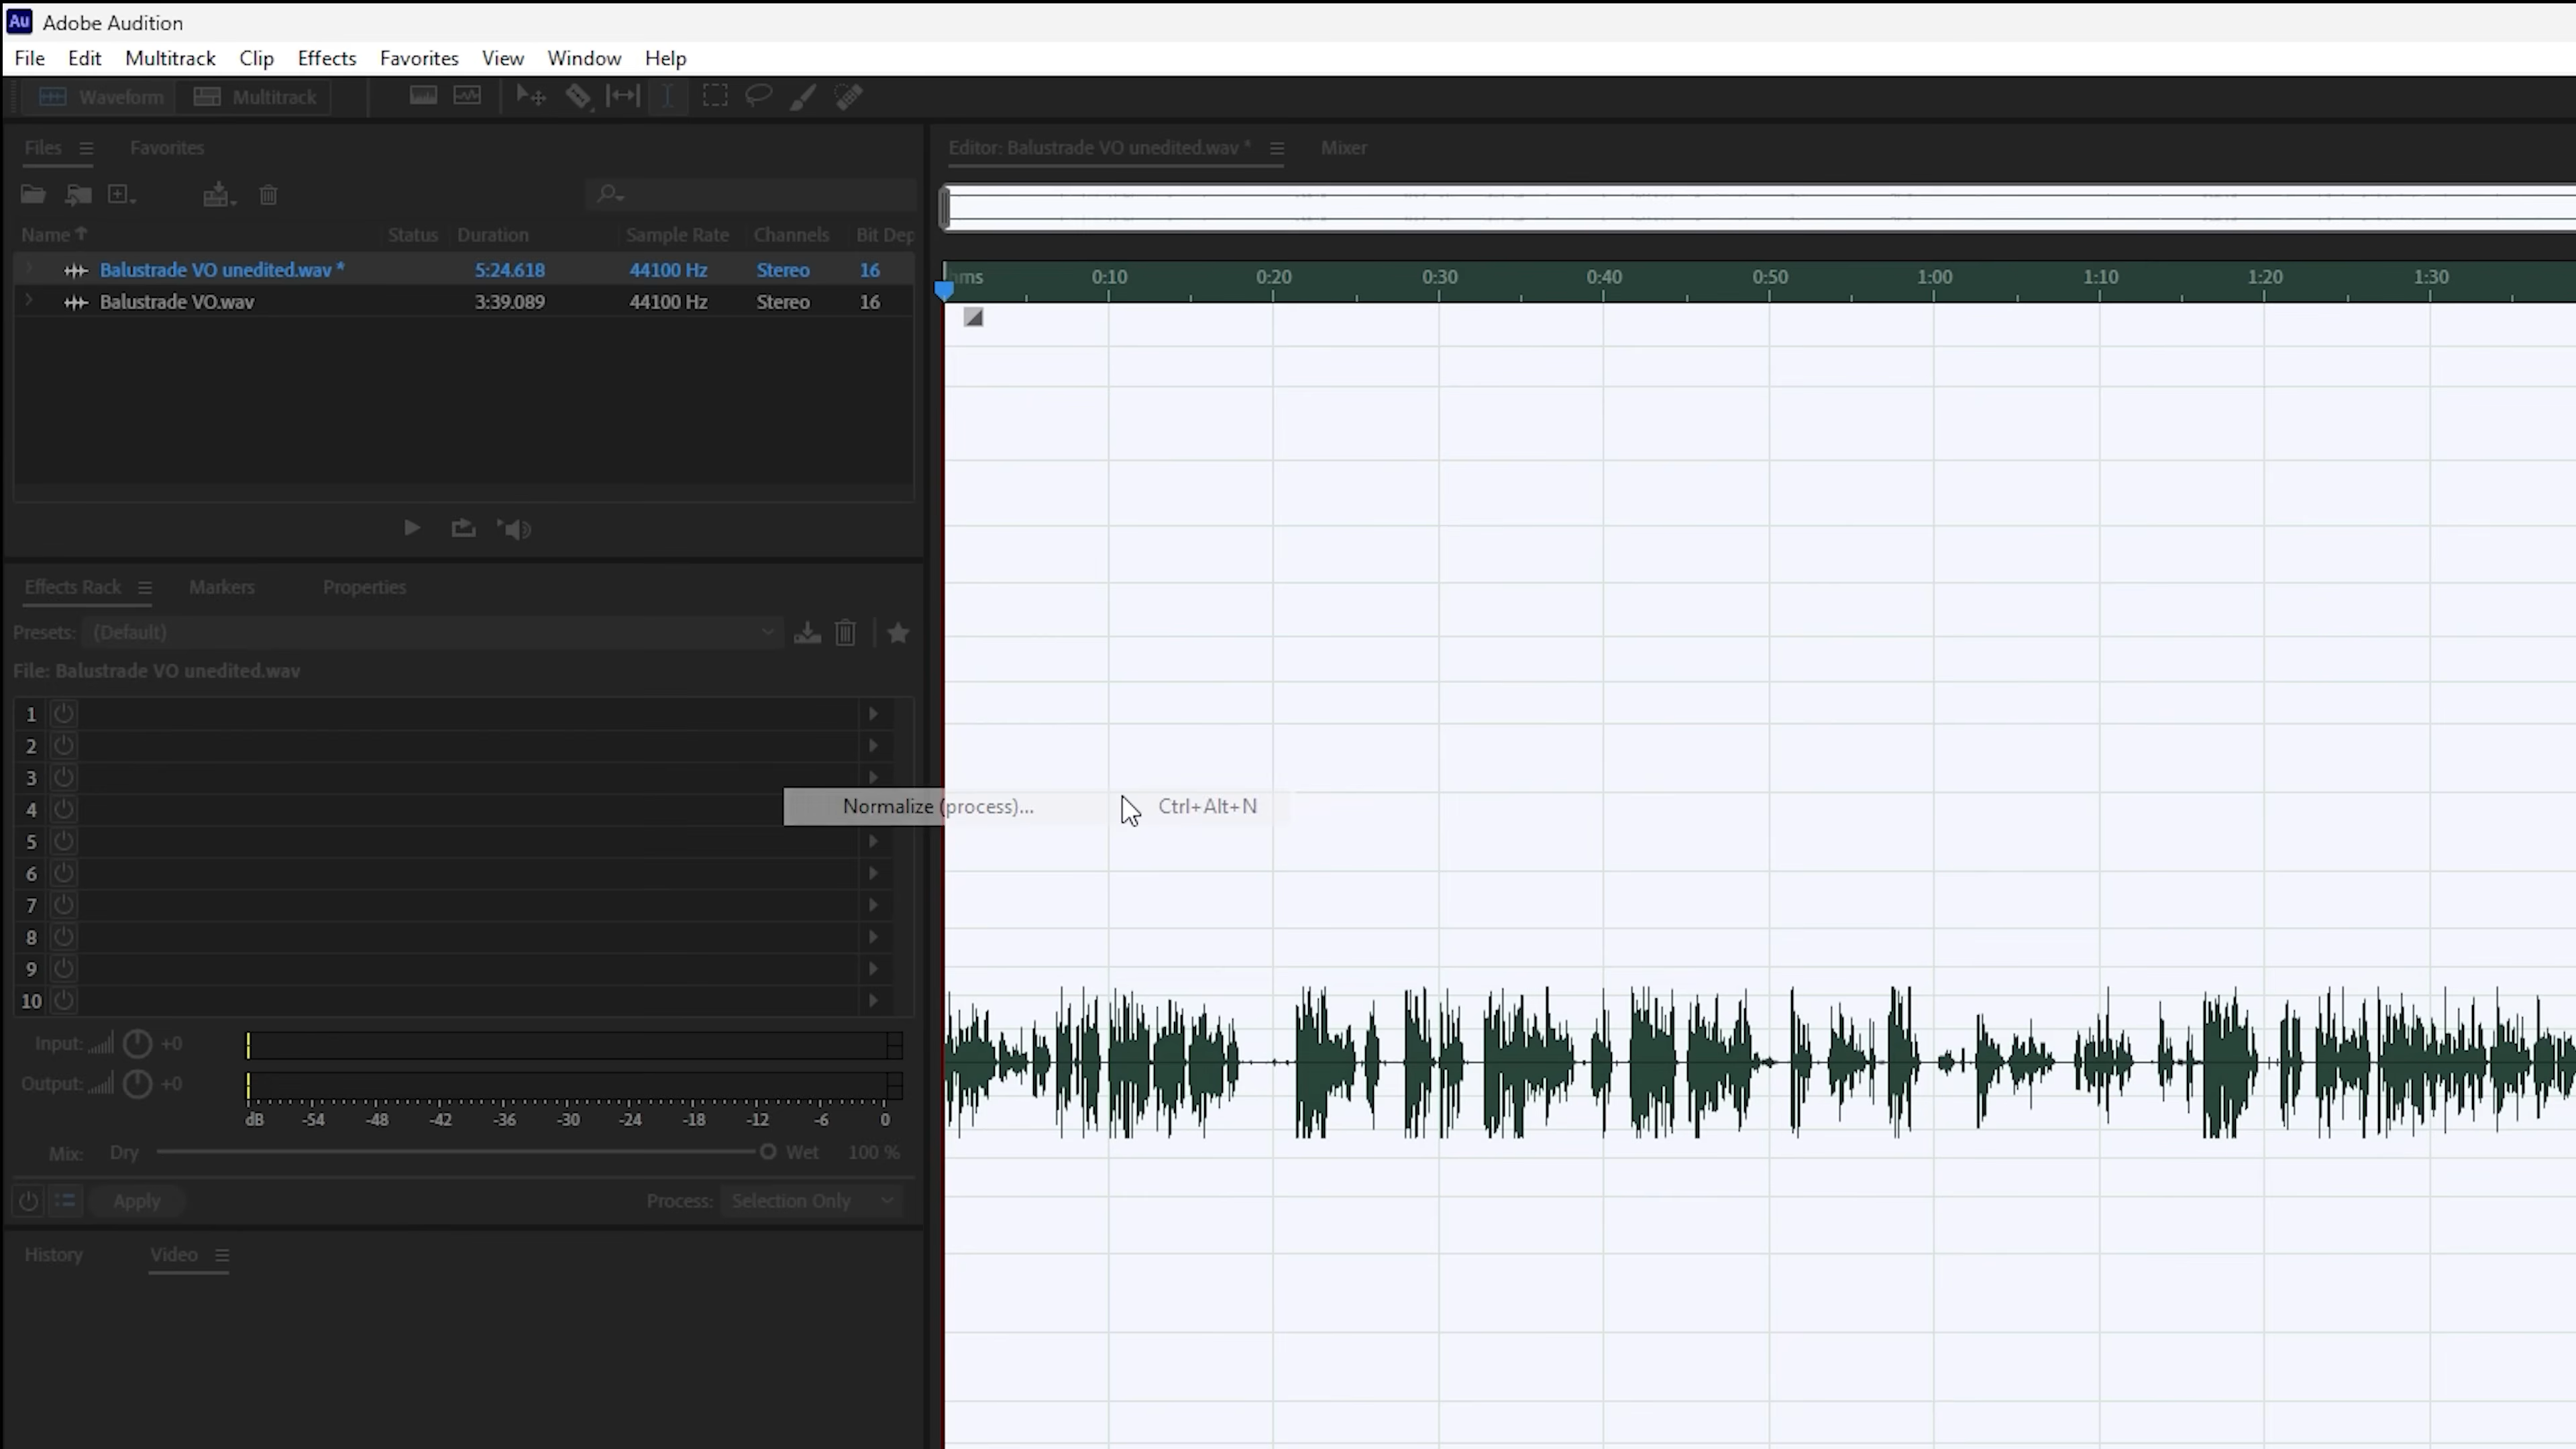 Au Adobe Audition
File Edit Multitrack Clip Effects Favorites View Window Help
Waveform Multitrack
Files Favorites
Editor: Balustrade VO unedited.wav * Mixer
Name Status Duration Sample Rate Channels Bit Dep
Balustrade VO unedited.wav * 5:24.618 44100 Hz Stereo 16
Balustrade VO.wav 3:39.089 44100 Hz Stereo 16
hms 0:10 0:20 0:30 0:40 0:50 1:00 1:10 1:20 1:30
Effects Rack Markers Properties
Presets: (Default)
File: Balustrade VO unedited.wav
1
2
3
4
Normalize (process)... Ctrl+Alt+N
5
6
7
8
9
10
Input: +0
Output: +0
dB -54 -48 -42 -36 -30 -24 -18 -12 -6 0
Mix: Dry Wet 100 %
Apply Process: Selection Only
History Video